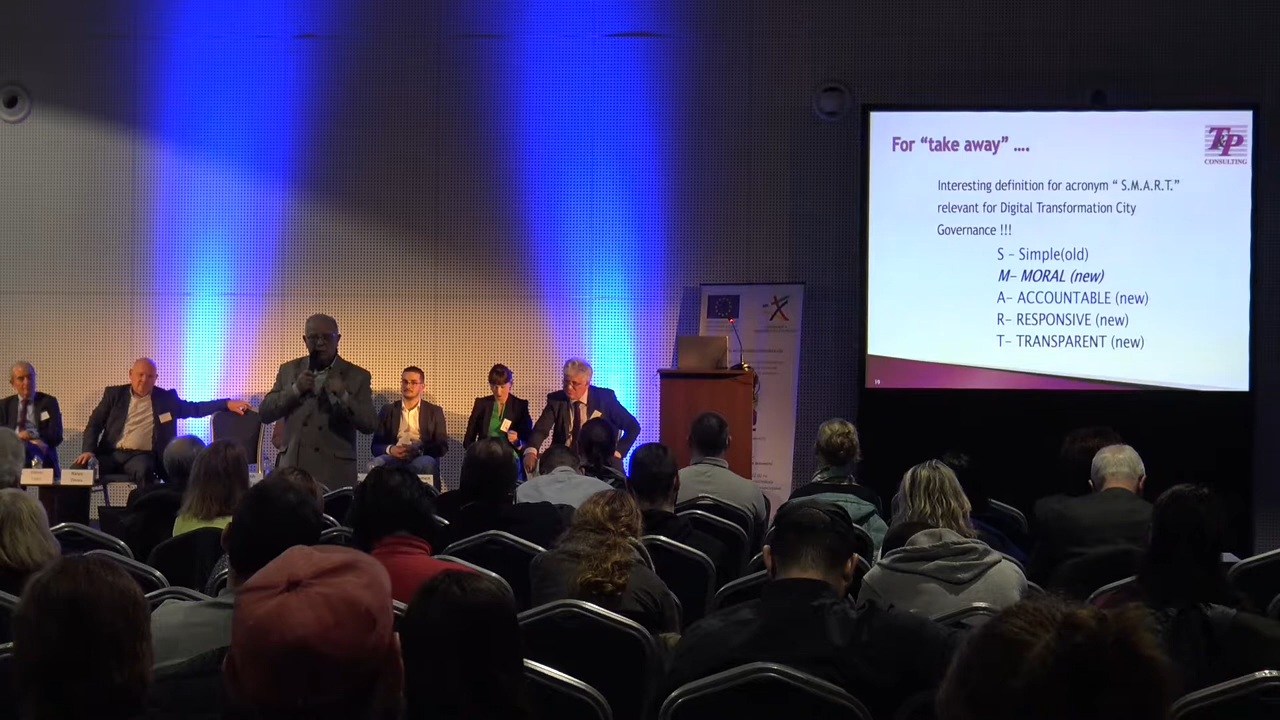 For “take away” ....
T&P
CONSULTING
Interesting definition for acronym “ S.M.A.R.T.”
relevant for Digital Transformation City
Governance !!!
S – Simple(old)
M– MORAL (new)
A– ACCOUNTABLE (new)
R– RESPONSIVE (new)
T– TRANSPARENT (new)
19